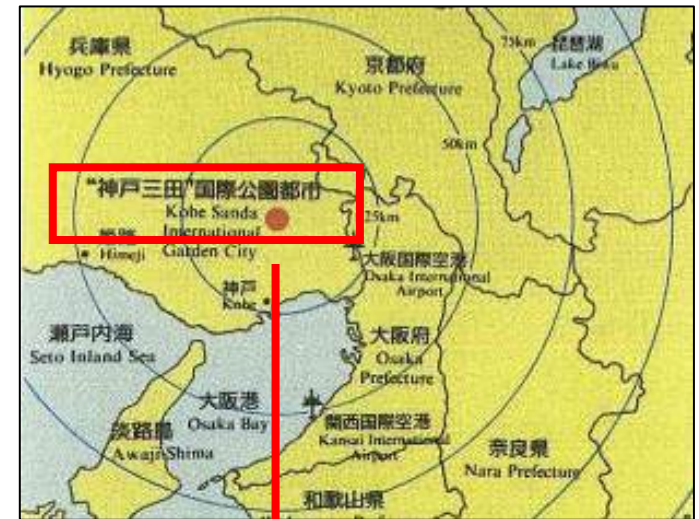 兵庫県
Hyogo Prefecture
京都府
Kyoto Prefecture
75km
琵琶湖
50km
"神戸三田"国際公園都市
Kobe Sanda
International
Garden City
25km
Himeji
大阪国際空港
Osaka International
Airport
神戸
Kobe
瀬戸内海
Seto Inland Sea
大阪府
Osaka
Prefecture
大阪港
Osaka Bay
淡路島
Awaji-Shima
関西国際空港
Kansai International
Airport
奈良県
Nara Prefecture
和歌山県